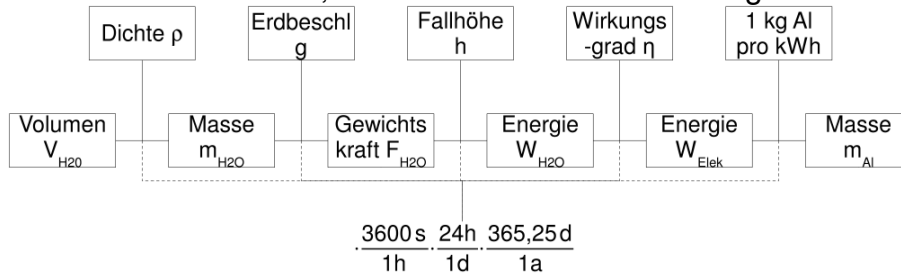 Dichte ρ
Erdbeschl
g
Fallhöhe
h
Wirkungs
-grad η
1 kg Al
pro kWh
Volumen
V_H20
Masse
m_H2O
Gewichts
kraft F_H2O
Energie
W_H2O
Energie
W_Elek
Masse
m_Al
·3600 s/1h · 24h/1d · 365,25 d/1a